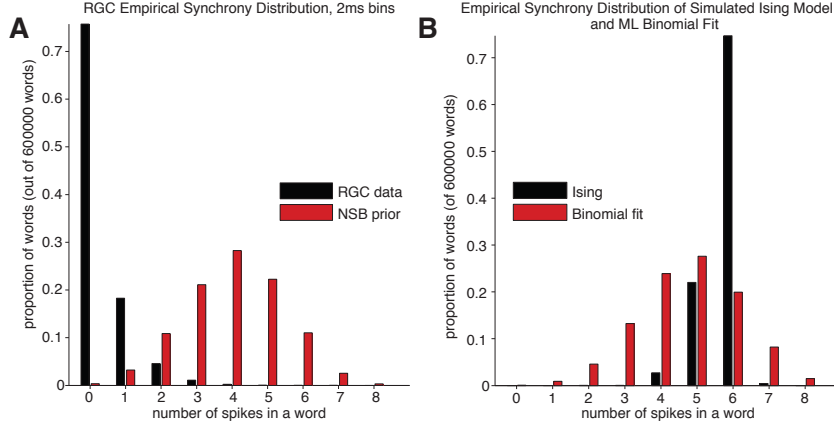 A
RGC Empirical Synchrony Distribution, 2ms bins
proportion of words (out of 600000 words)
0.7
0.6
0.5
0.4
0.3
0.2
0.1
0
RGC data
NSB prior
0 1 2 3 4 5 6 7 8
number of spikes in a word
B
Empirical Synchrony Distribution of Simulated Ising Model
and ML Binomial Fit
proportion of words (of 600000 words)
0.7
0.6
0.5
0.4
0.3
0.2
0.1
0
Ising
Binomial fit
0 1 2 3 4 5 6 7 8
number of spikes in a word